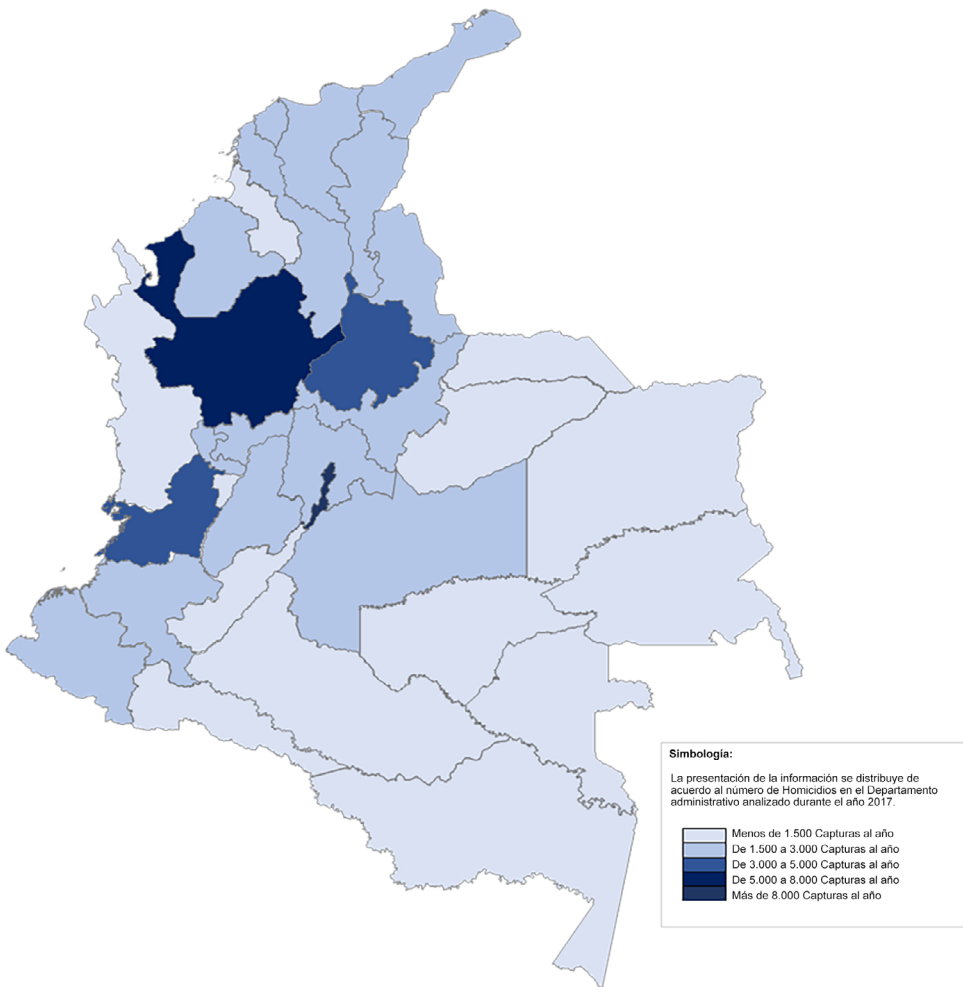 Simbología:
La presentación de la información se distribuye de
acuerdo al número de Homicidios en el Departamento
administrativo analizado durante el año 2017.
Menos de 1.500 Capturas al año
De 1.500 a 3.000 Capturas al año
De 3.000 a 5.000 Capturas al año
De 5.000 a 8.000 Capturas al año
Más de 8.000 Capturas al año